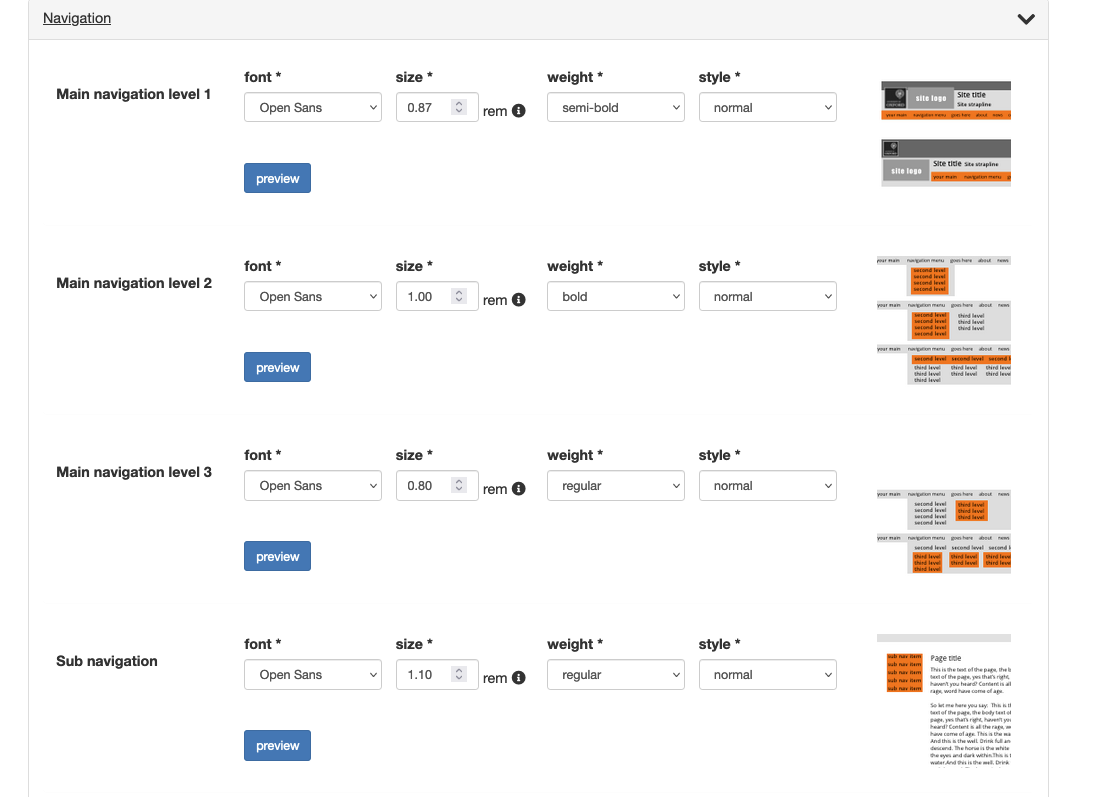 Navigation
Main navigation level 1
font *
size *
weight *
style *
Open Sans
0.87
rem
semi-bold
normal
preview
site logo
Site title
Site strapline
your main navigation menu goes here about news
site logo
Site title Site strapline
your main navigation menu
Main navigation level 2
font *
size *
weight *
style *
Open Sans
1.00
rem
bold
normal
preview
your main navigation menu goes here about news
second level
second level
second level
second level
your main navigation menu goes here about news
second level third level
second level third level
second level third level
second level
your main navigation menu goes here about news
second level second level second
third level third level third leve
third level third level third leve
third level
Main navigation level 3
font *
size *
weight *
style *
Open Sans
0.80
rem
regular
normal
preview
your main navigation menu goes here about news
second level third level
second level third level
second level third level
second level
your main navigation menu goes here about news
second level second level second
third level third level third leve
third level third level third leve
third level
Sub navigation
font *
size *
weight *
style *
Open Sans
1.10
rem
regular
normal
preview
sub nav item
sub nav item
sub nav item
sub nav item
sub nav item
Page title
This is the text of the page, the
text of the page, yes that's right,
haven't you heard? Content is all
rage, word have come of age.
So let me here you say: This is
text of the page, the body text of
page, yes that's right, haven't you
heard? Content is all the rage,
have come of age. This is the
And this is the well. Drink full an
descend. The horse is the white
the eyes and dark within.This is
water.And this is the well. Drink